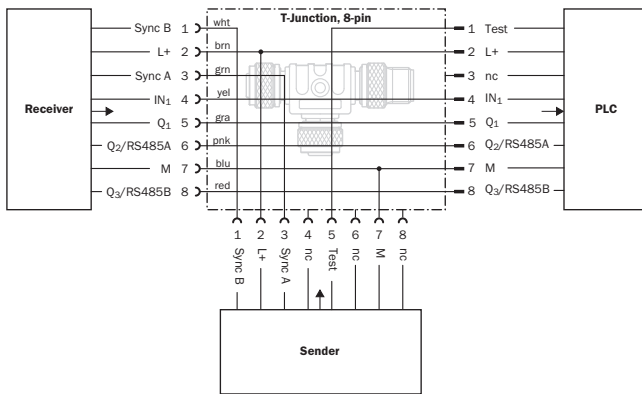 T-Junction, 8-pin
Sync B 1 wht 1 Test
L+ 2 brn 2 L+
Sync A 3 grn 3 nc
IN1 4 yel 4 IN1
Q1 5 gra 5 Q1
Q2/RS485A 6 pnk 6 Q2/RS485A
M 7 blu 7 M
Q3/RS485B 8 red 8 Q3/RS485B
Receiver
PLC
1 2 3 4 5 6 7 8
Sync B L+ Sync A nc Test nc M nc
Sender